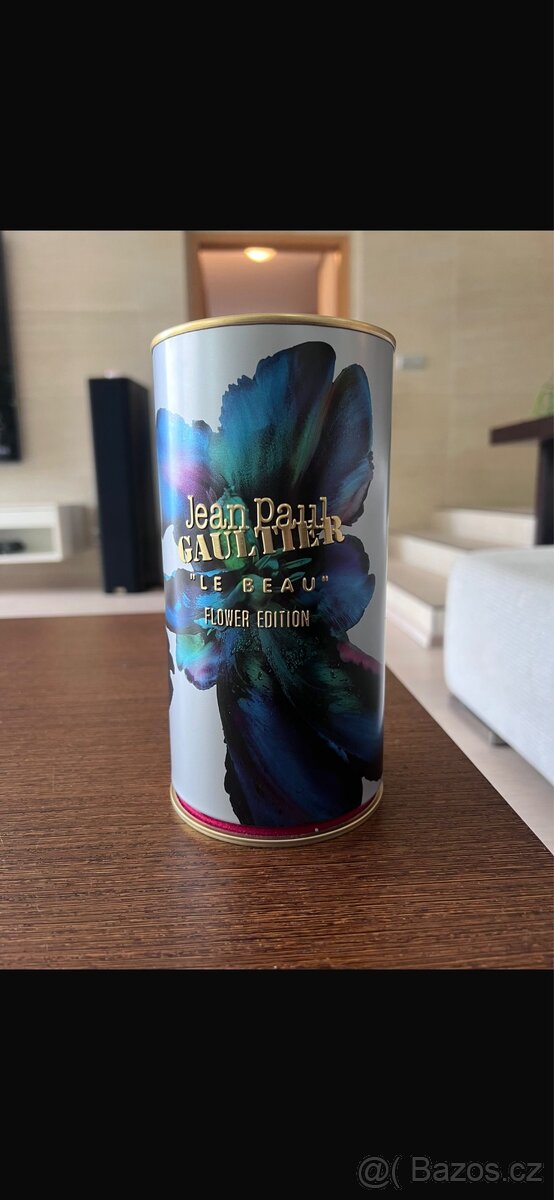 Jean Paul
GAULTIER
"LE BEAU"
FLOWER EDITION
@( Bazos.cz